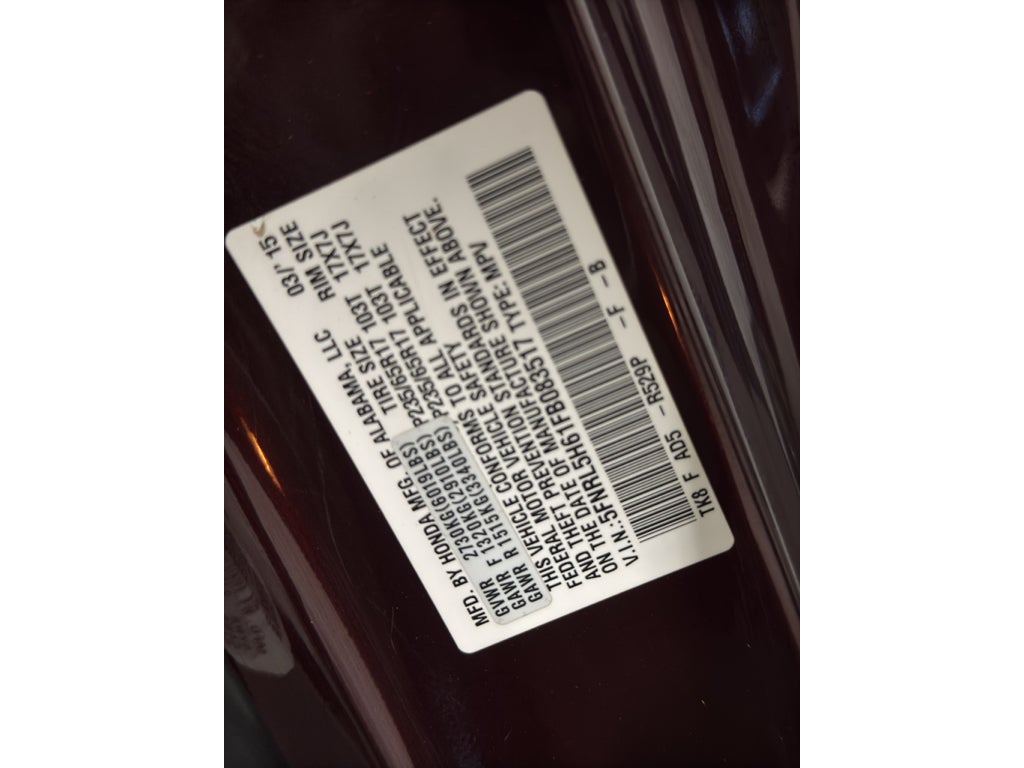 MFD. BY HONDA MFG. OF ALABAMA, LLC 03/'15
TIRE SIZE RIM SIZE
GVWR 2730KG(6019LBS)
GAWR F 1320KG(2910LBS) P235/65R17 103T 17X7J
GAWR R 1515KG(3340LBS) P235/65R17 103T 17X7J
THIS VEHICLE CONFORMS TO ALL APPLICABLE
FEDERAL MOTOR VEHICLE SAFETY
AND THEFT PREVENTION STANDARDS IN EFFECT
ON THE DATE OF MANUFACTURE SHOWN ABOVE.
V.I.N.:5FNRL5H61FB083517 TYPE: MPV
TK8 F AD5 -R529P -F -B